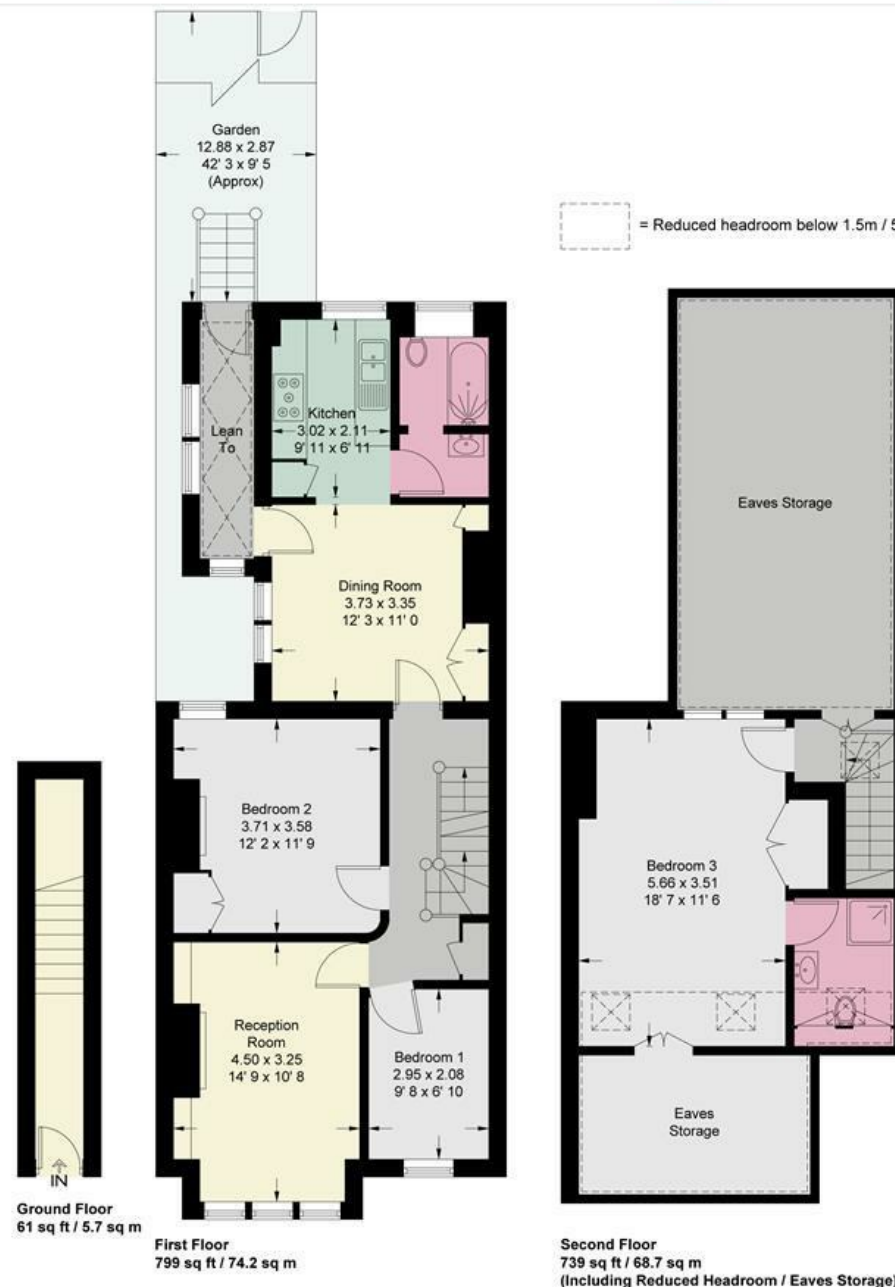 Garden
12.88 x 2.87
42' 3 x 9' 5
(Approx)
= Reduced headroom below 1.5m / 5
Kitchen
3.02 x 2.11
9' 11 x 6' 11
Lean
To
Eaves Storage
Dining Room
3.73 x 3.35
12' 3 x 11' 0
Bedroom 2
3.71 x 3.58
12' 2 x 11' 9
Bedroom 3
5.66 x 3.51
18' 7 x 11' 6
Reception
Room
4.50 x 3.25
14' 9 x 10' 8
Bedroom 1
2.95 x 2.08
9' 8 x 6' 10
Eaves
Storage
IN
Ground Floor
61 sq ft / 5.7 sq m
First Floor
799 sq ft / 74.2 sq m
Second Floor
739 sq ft / 68.7 sq m
(Including Reduced Headroom / Eaves Storage)